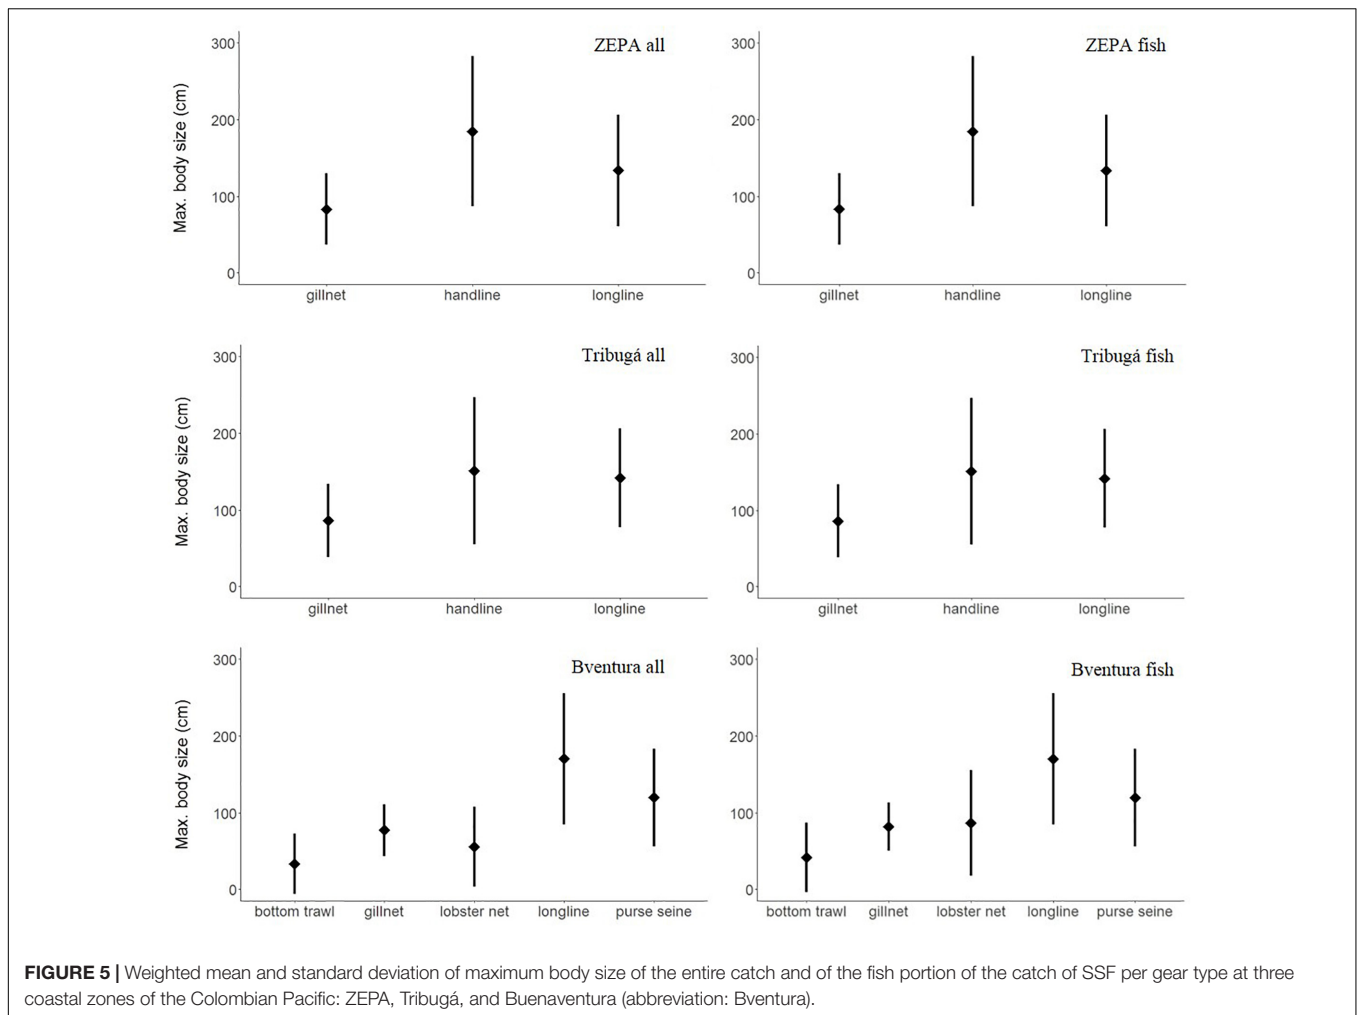 ZEPA all
Max. body size (cm)
300
200
100
0
gillnet handline longline
ZEPA fish
300
200
100
0
gillnet handline longline
Tribugá all
Max. body size (cm)
300
200
100
0
gillnet handline longline
Tribugá fish
300
200
100
0
gillnet handline longline
Bventura all
Max. body size (cm)
300
200
100
0
bottom trawl gillnet lobster net longline purse seine
Bventura fish
300
200
100
0
bottom trawl gillnet lobster net longline purse seine
FIGURE 5 | Weighted mean and standard deviation of maximum body size of the entire catch and of the fish portion of the catch of SSF per gear type at three
coastal zones of the Colombian Pacific: ZEPA, Tribugá, and Buenaventura (abbreviation: Bventura).